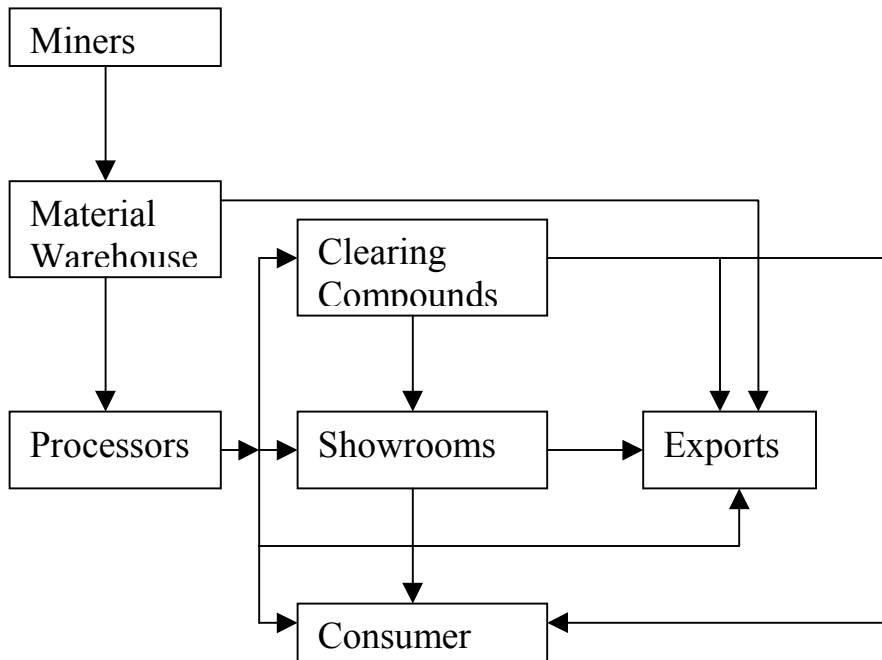 Miners
Material
Warehouse
Clearing
Compounds
Processors
Showrooms
Exports
Consumer